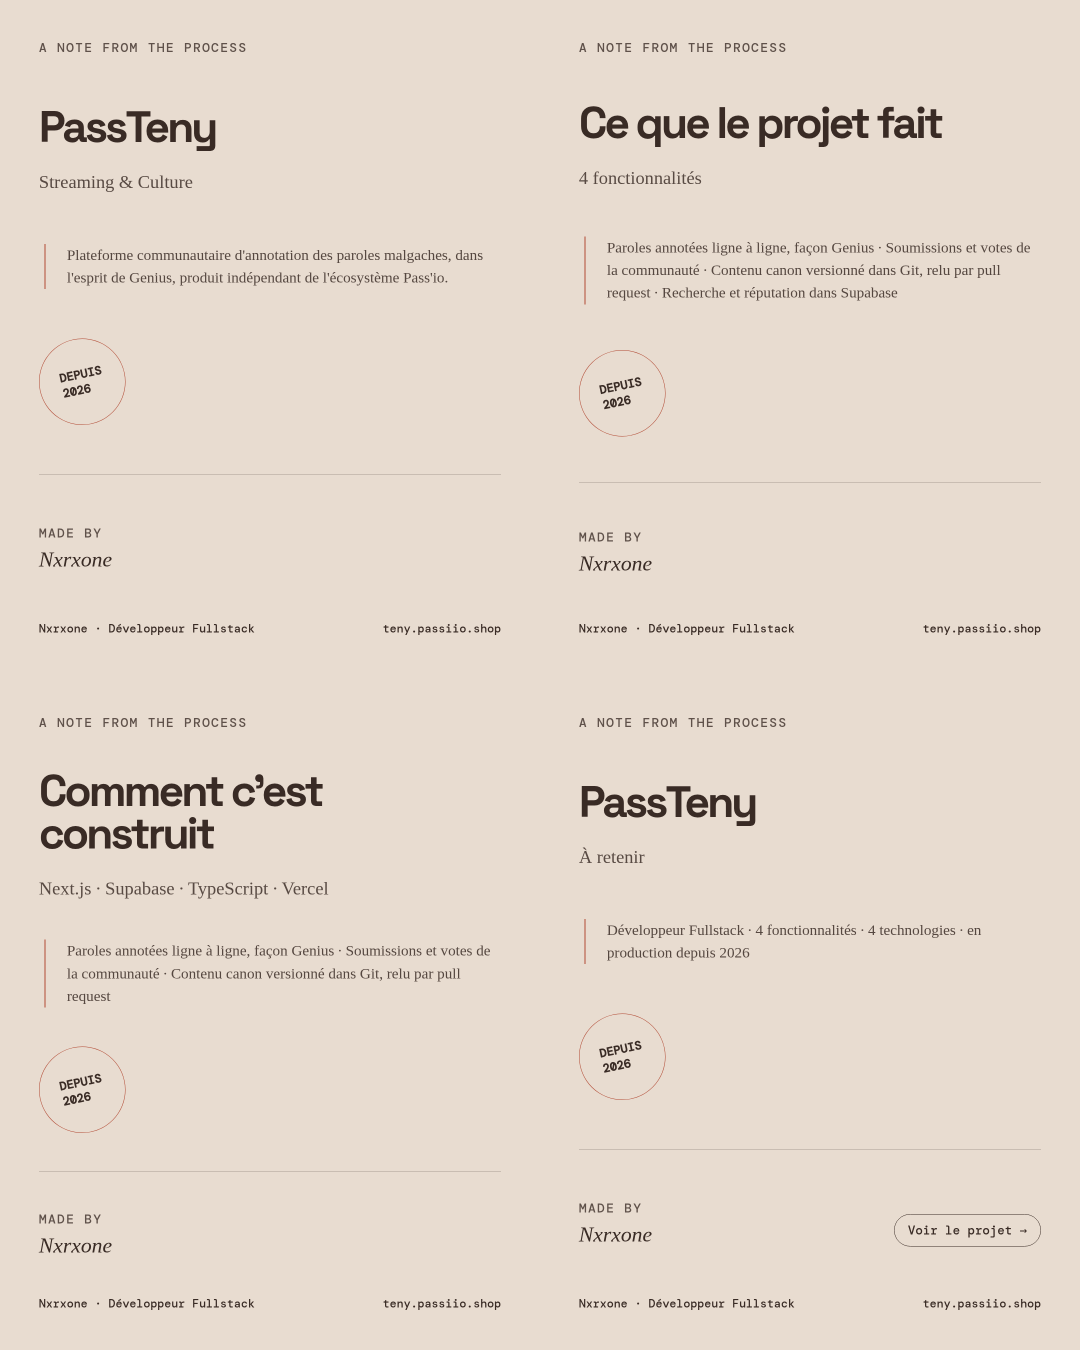 A NOTE FROM THE PROCESS
PassTeny
Streaming & Culture
Plateforme communautaire d'annotation des paroles malgaches, dans
l'esprit de Genius, produit indépendant de l'écosystème Pass'io.
DEPUIS
2026
MADE BY
Nxrxone
Nxrxone · Développeur Fullstack
teny.passiio.shop
A NOTE FROM THE PROCESS
Ce que le projet fait
4 fonctionnalités
Paroles annotées ligne à ligne, façon Genius · Soumissions et votes de
la communauté · Contenu canon versionné dans Git, relu par pull
request · Recherche et réputation dans Supabase
DEPUIS
2026
MADE BY
Nxrxone
Nxrxone · Développeur Fullstack
teny.passiio.shop
A NOTE FROM THE PROCESS
Comment c’est
construit
Next.js · Supabase · TypeScript · Vercel
Paroles annotées ligne à ligne, façon Genius · Soumissions et votes de
la communauté · Contenu canon versionné dans Git, relu par pull
request
DEPUIS
2026
MADE BY
Nxrxone
Nxrxone · Développeur Fullstack
teny.passiio.shop
A NOTE FROM THE PROCESS
PassTeny
À retenir
Développeur Fullstack · 4 fonctionnalités · 4 technologies · en
production depuis 2026
DEPUIS
2026
MADE BY
Nxrxone
Voir le projet →
Nxrxone · Développeur Fullstack
teny.passiio.shop